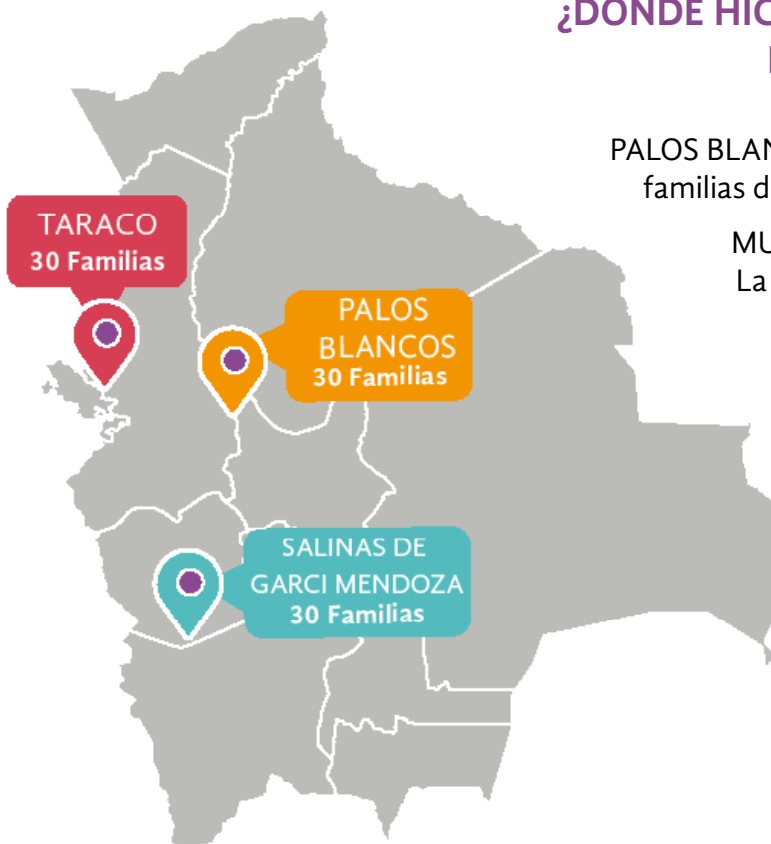 ¿DÓNDE HIC
PALOS BLAN
familias d
MU
La
TARACO
30 Familias
PALOS
BLANCOS
30 Familias
SALINAS DE
GARCI MENDOZA
30 Familias